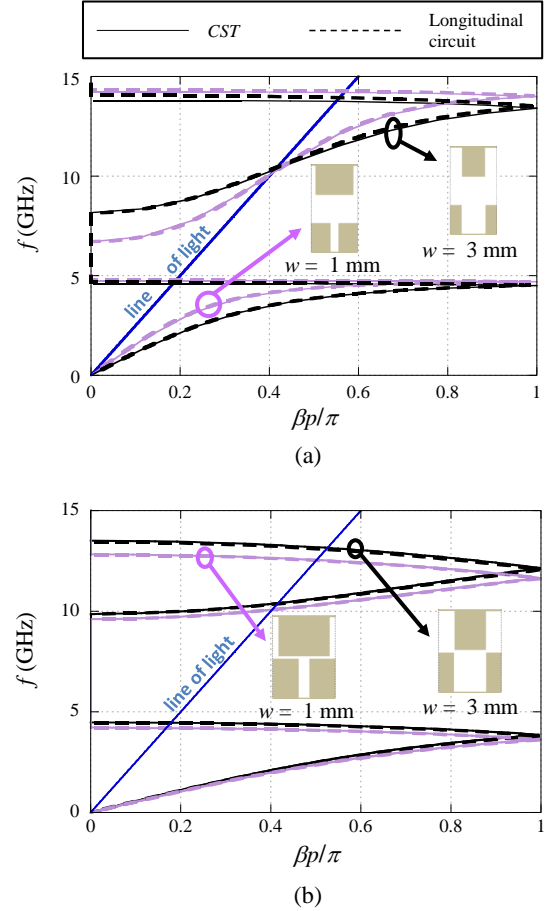 CST
Longitudinal
circuit
15
10
5
0
f (GHz)
line of light
w = 1 mm
w = 3 mm
0 0.2 0.4 0.6 0.8 1
βp/π
(a)
15
10
5
0
f (GHz)
line of light
w = 1 mm
w = 3 mm
0 0.2 0.4 0.6 0.8 1
βp/π
(b)